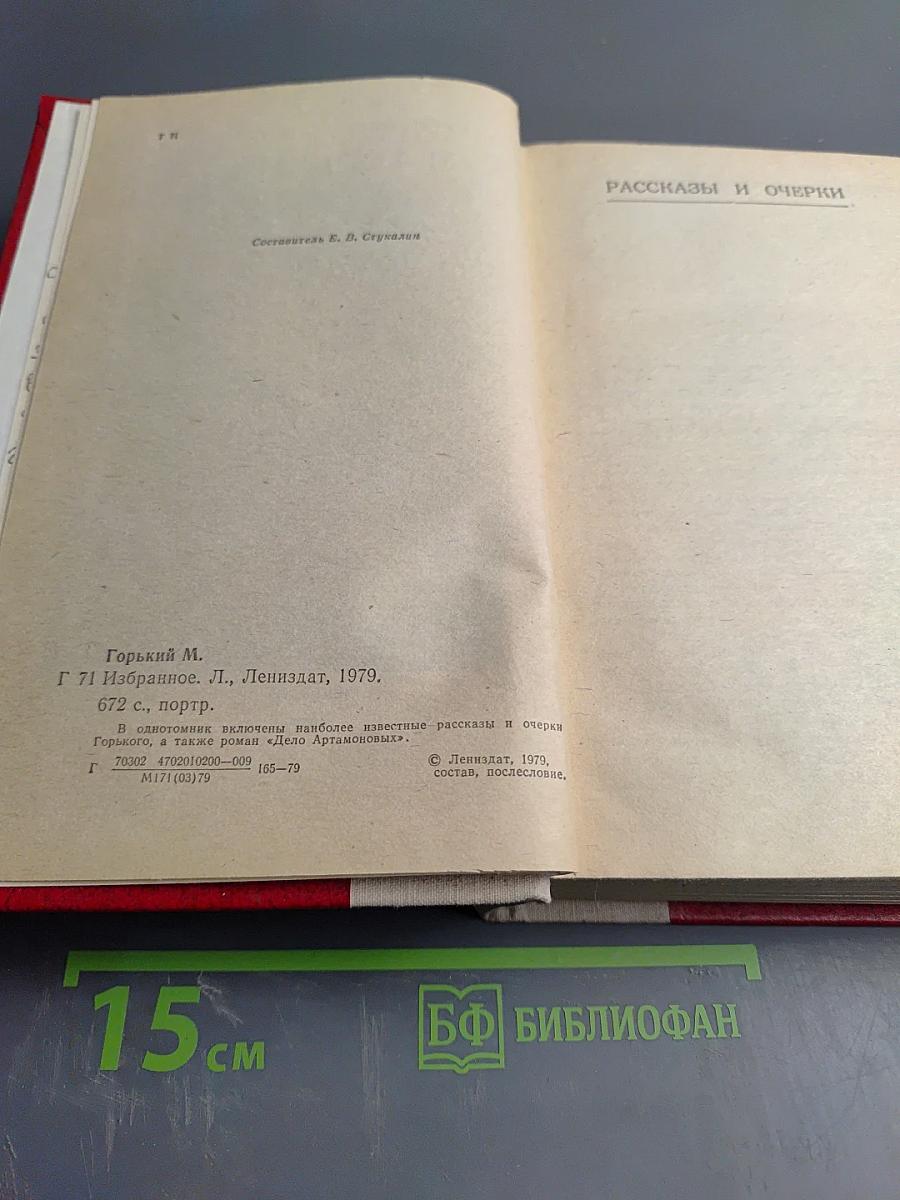 Составитель Е. В. Стукалин
Горький М.
Г 71 Избранное. Л., Лениздат, 1979.
672 с., портр.
В однотомник включены наиболее известные рассказы и очерки
Горького, а также роман «Дело Артамоновых».
Г 70302 4702010200—009
М171(03)79
165—79
© Лениздат, 1979,
состав, послесловие.
РАССКАЗЫ И ОЧЕРКИ
15 см
БФ БИБЛИОФАН